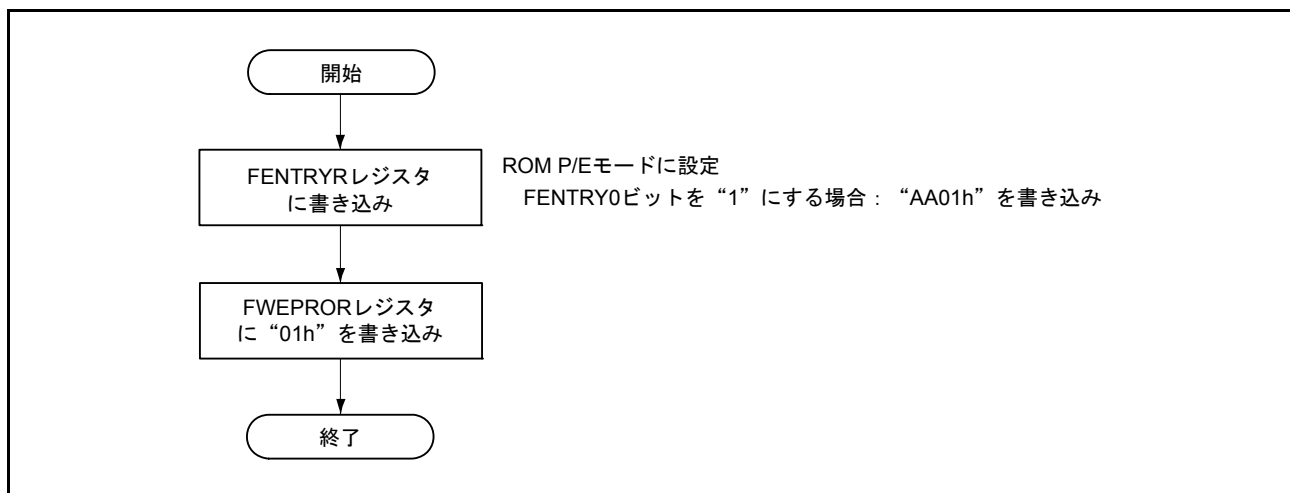 開始
FENTRYRレジスタ
に書き込み
ROM P/Eモードに設定
FENTRY0ビットを“1”にする場合：“AA01h”を書き込み
FWEPRORレジスタ
に“01h”を書き込み
終了